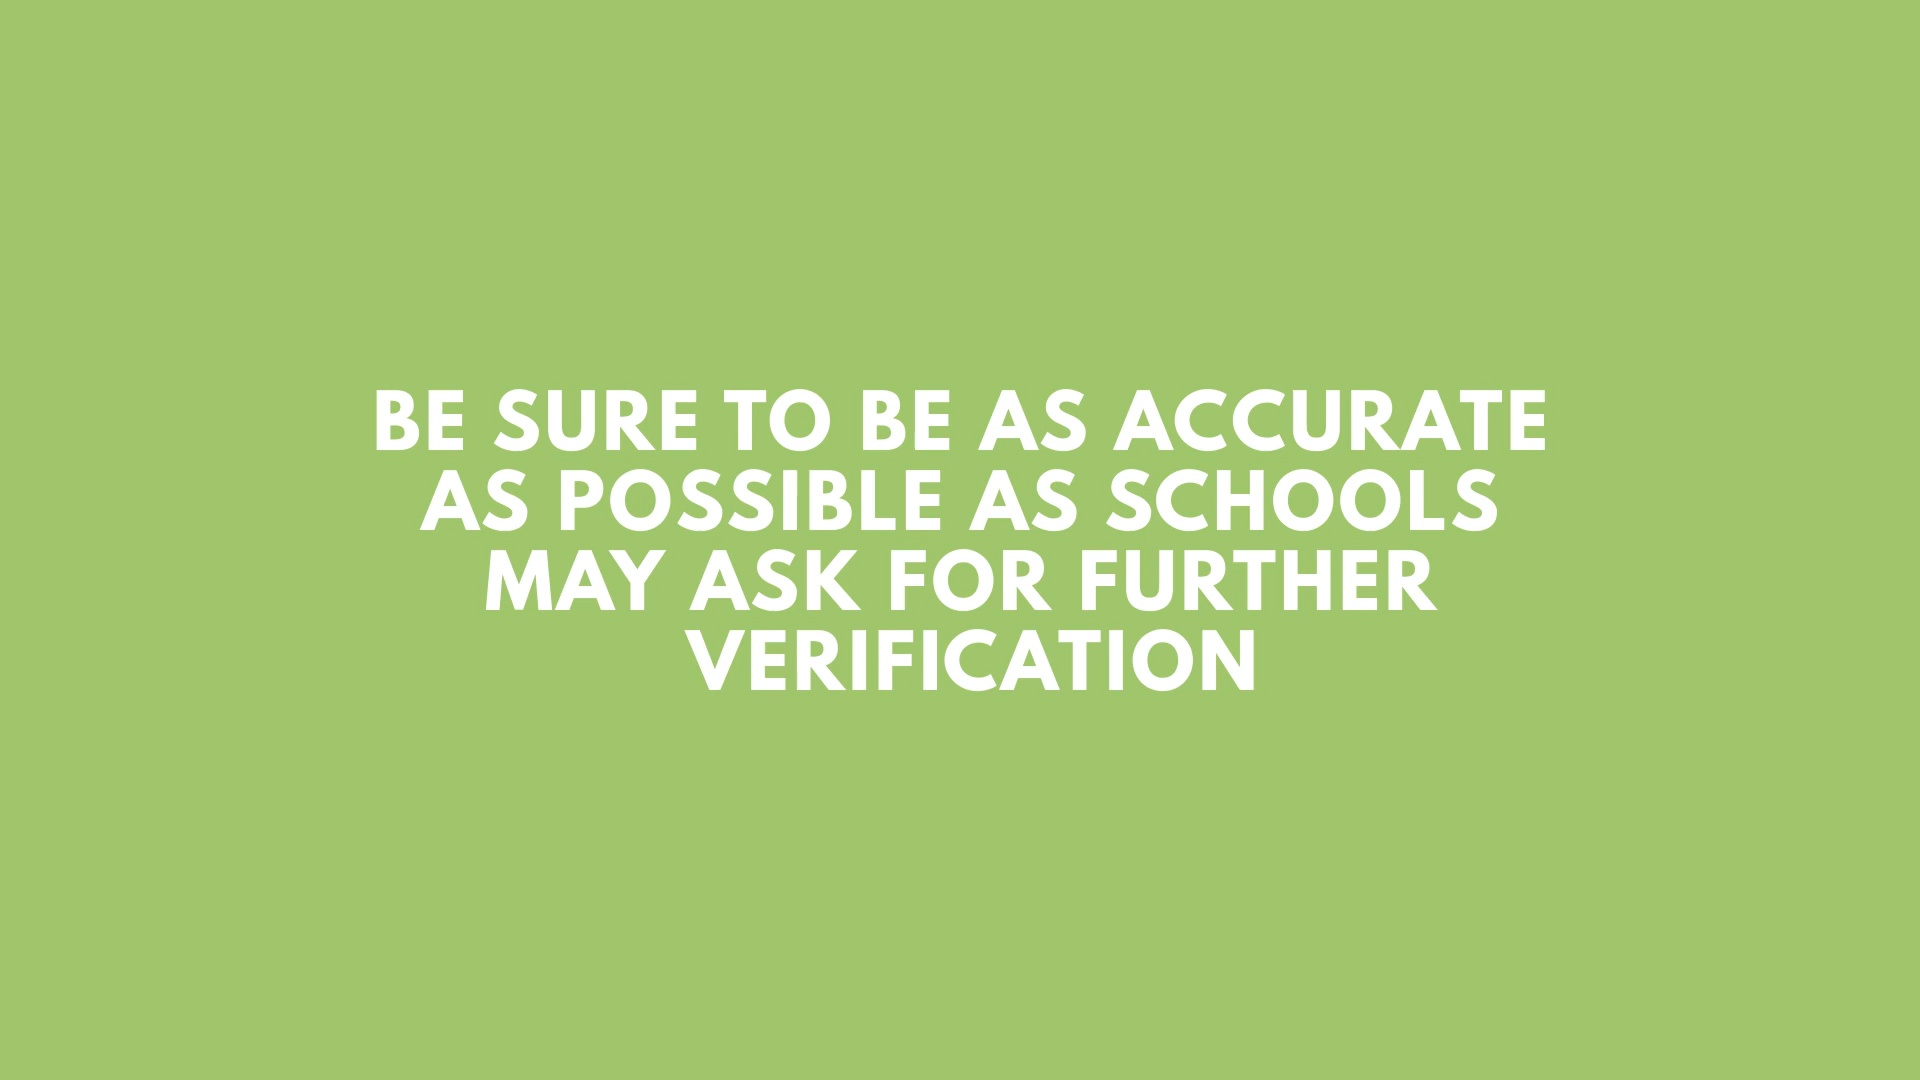 BE SURE TO BE AS ACCURATE
AS POSSIBLE AS SCHOOLS
MAY ASK FOR FURTHER
VERIFICATION